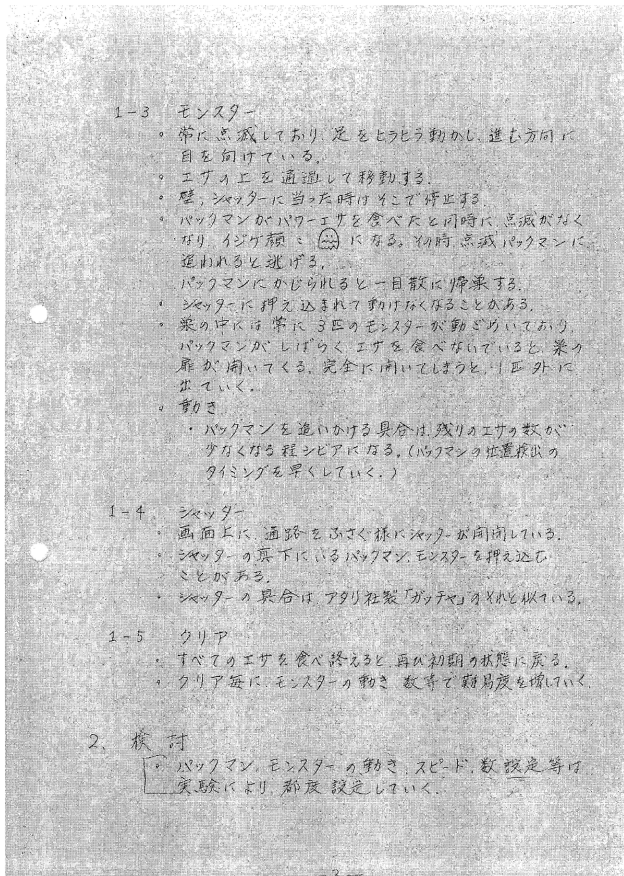 1-3 モンスター
・ 常に点滅しており、足をヒラヒラ動かし、進む方向に
目を向けている。
・ エサの上を通過して移動する。
・ 壁、シャッターに当った時はそこで停止する。
・ パックマンがパワーエサを食べたと同時に、点滅がなく
なり、イジケ顔: になる。その時点滅パックマンに
追われると逃げる。
パックマンにかじられると一目散に帰巣する。
・ シャッターに押え込まれて動けなくなることがある。
・ 巣の中には常に3匹のモンスターが動めいており、
パックマンがしばらくエサを食べないでいると、巣の
扉が開いてくる。完全に開いてしまうと、1匹外に
出ていく。
・ 動き
・ パックマンを追いかける具合は、残りのエサの数が
少なくなる程シビアになる。(パックマンの位置検出の
タイミングを早くしていく。)
1-4 シャッター
・ 画面上に、通路をふさぐ様にシャッターが開閉している。
・ シャッターの真下にいるパックマン、モンスターを押え込む
ことがある。
・ シャッターの具合は、アタリ社製「ガッチャ」のそれと似ている。
1-5 クリア
・ すべてのエサを食べ終えると、再び初期の状態に戻る。
・ クリア毎に、モンスターの動き、数等で難易度を増していく。
2. 検討
・ パックマン、モンスターの動き、スピード、数設定等は
実験により、都度設定していく。